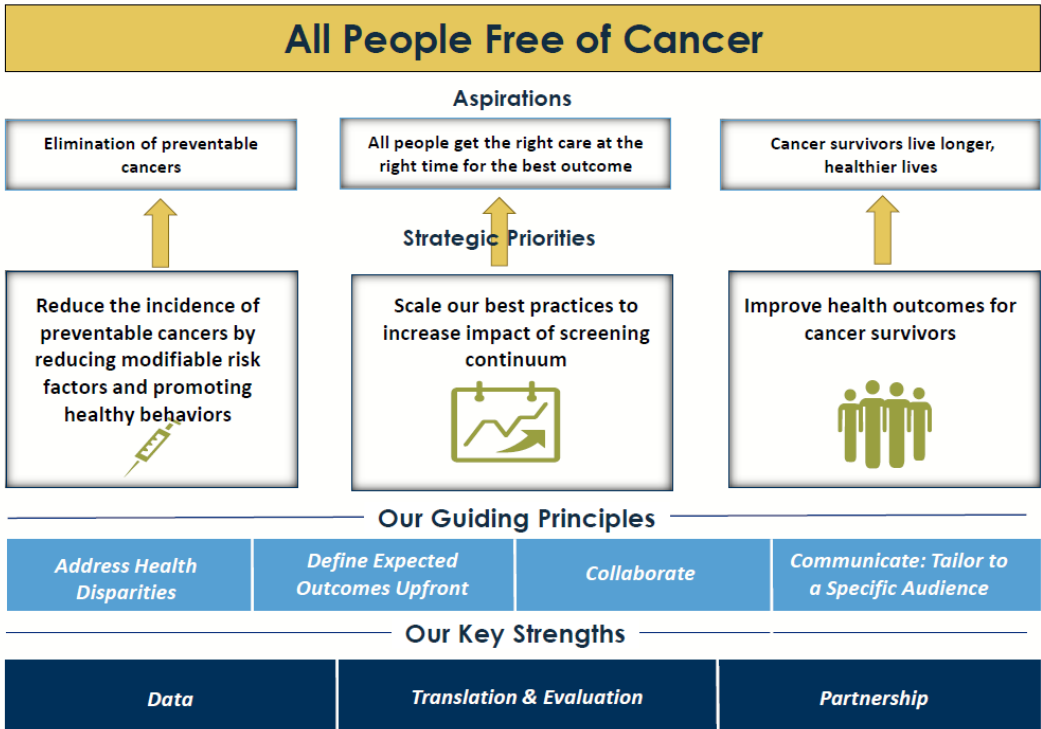 All People Free of Cancer
Aspirations
Elimination of preventable
cancers
All people get the right care at the
right time for the best outcome
Cancer survivors live longer,
healthier lives
Strategic Priorities
Reduce the incidence of
preventable cancers by
reducing modifiable risk
factors and promoting
healthy behaviors
Scale our best practices to
increase impact of screening
continuum
Improve health outcomes for
cancer survivors
Our Guiding Principles
Address Health
Disparities
Define Expected
Outcomes Upfront
Collaborate
Communicate: Tailor to
a Specific Audience
Our Key Strengths
Data
Translation & Evaluation
Partnership